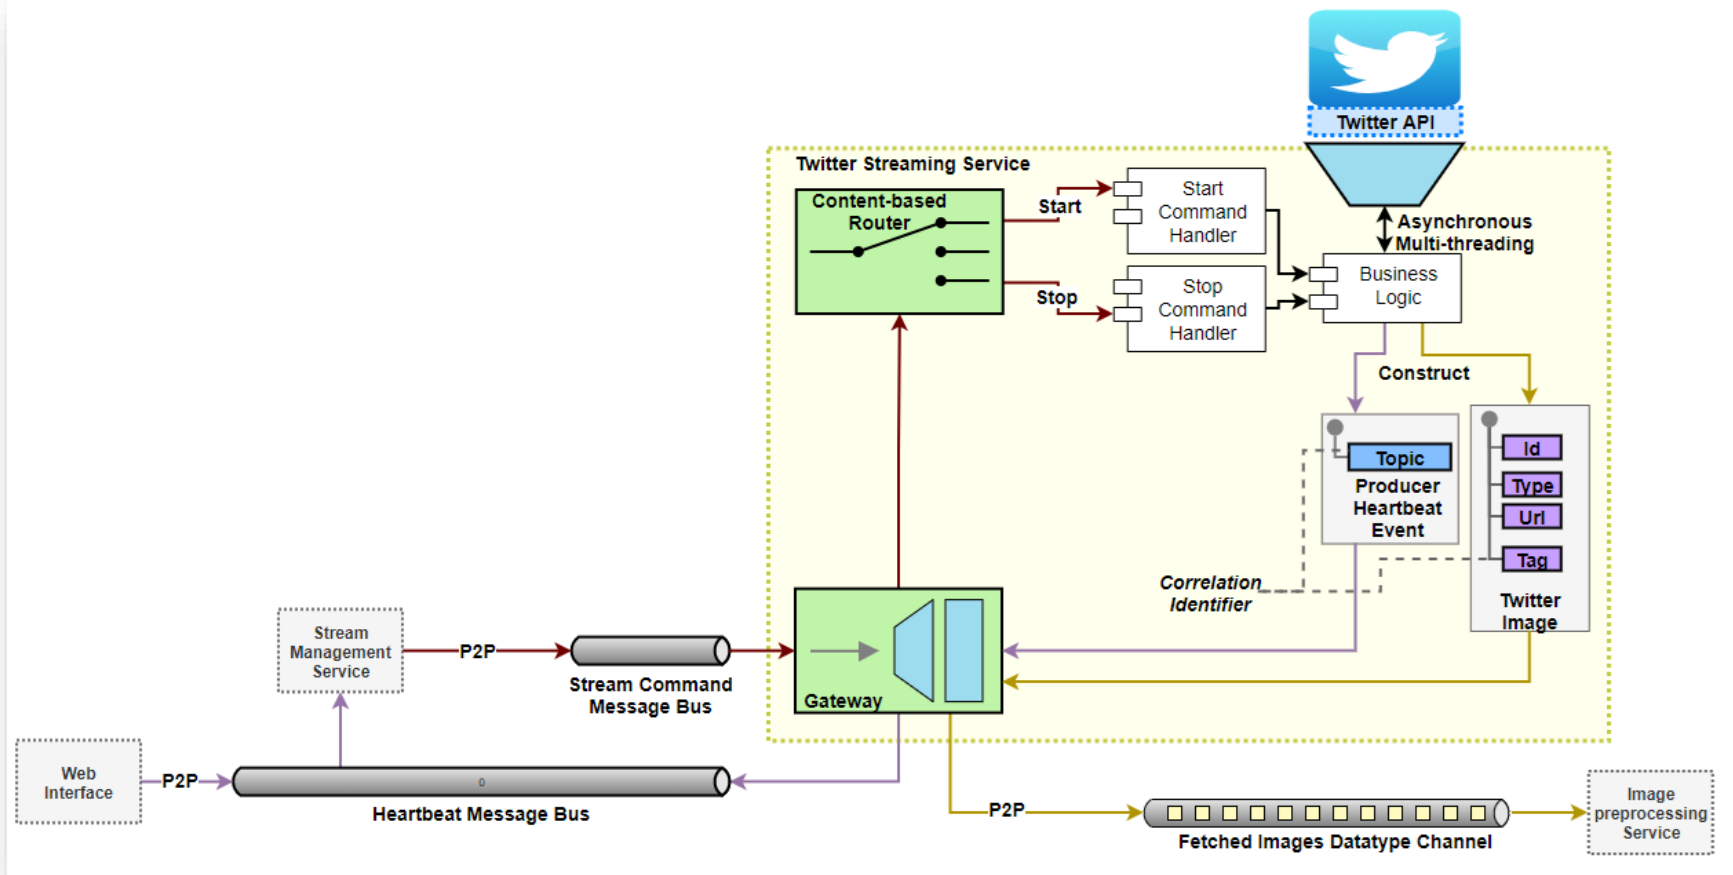 Twitter API
Twitter Streaming Service
Content-based
Router
Start
Start
Command
Handler
Asynchronous
Multi-threading
Stop
Stop
Command
Handler
Business
Logic
Construct
Topic
Producer
Heartbeat
Event
Id
Type
Url
Tag
Twitter
Image
Correlation
Identifier
Stream
Management
Service
P2P
Stream Command
Message Bus
Gateway
Web
Interface
P2P
0
Heartbeat Message Bus
P2P
Fetched Images Datatype Channel
Image
preprocessing
Service